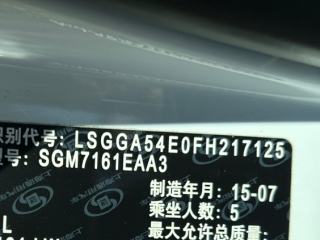 识别代号: LSGGA54E0FH217125
型号: SGM7161EAA3
制造年月: 15-07
乘坐人数: 5
最大允许总质量